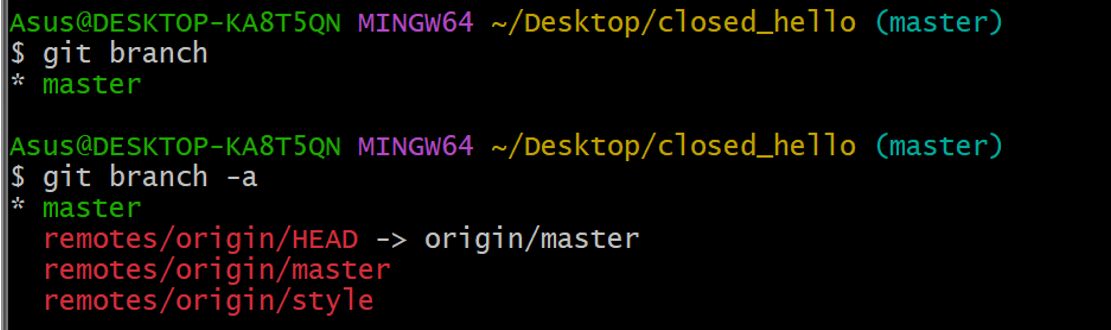 Asus@DESKTOP-KA8T5QN MINGW64 ~/Desktop/closed_hello (master)
$ git branch
* master
Asus@DESKTOP-KA8T5QN MINGW64 ~/Desktop/closed_hello (master)
$ git branch -a
* master
remotes/origin/HEAD -> origin/master
remotes/origin/master
remotes/origin/style